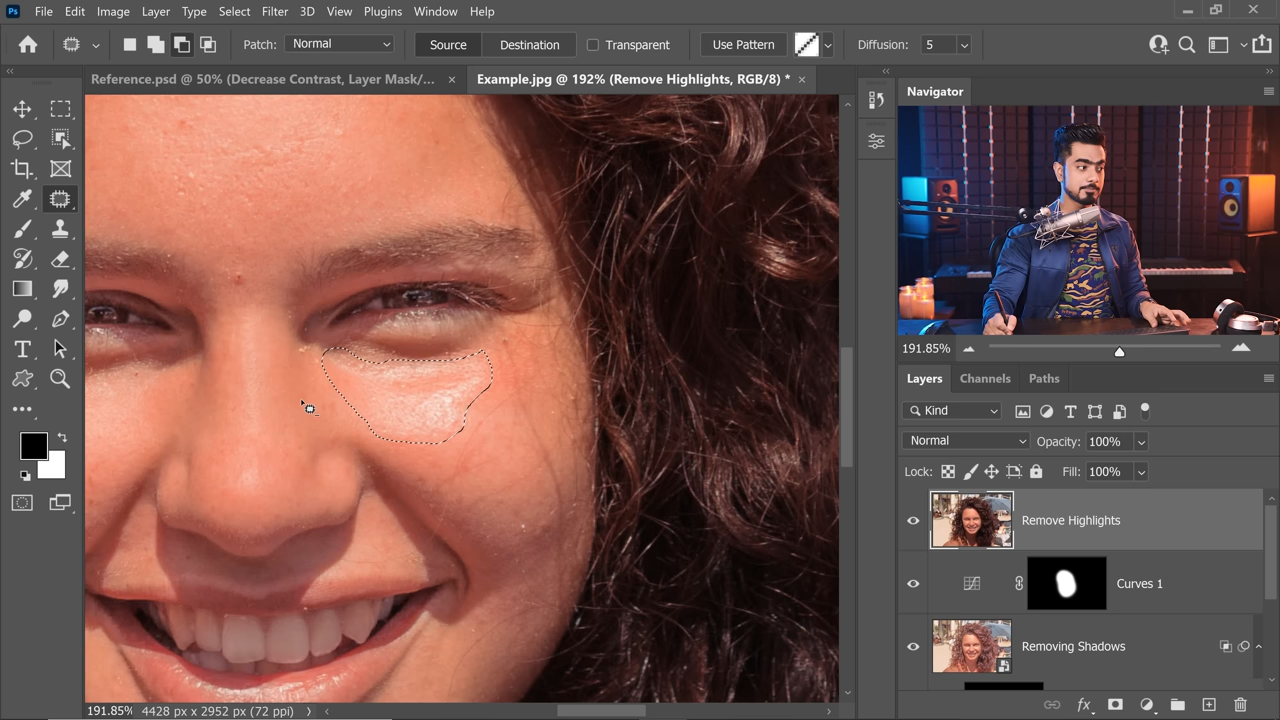 Ps File Edit Image Layer Type Select Filter 3D View Plugins Window Help
Patch: Normal Source Destination Transparent Use Pattern Diffusion: 5
Reference.psd @ 50% (Decrease Contrast, Layer Mask/... × Example.jpg @ 192% (Remove Highlights, RGB/8) * ×
Navigator
191.85%
Layers Channels Paths
Kind
Normal Opacity: 100%
Lock: Fill: 100%
Remove Highlights
Curves 1
Removing Shadows
fx
191.85% 4428 px x 2952 px (72 ppi)